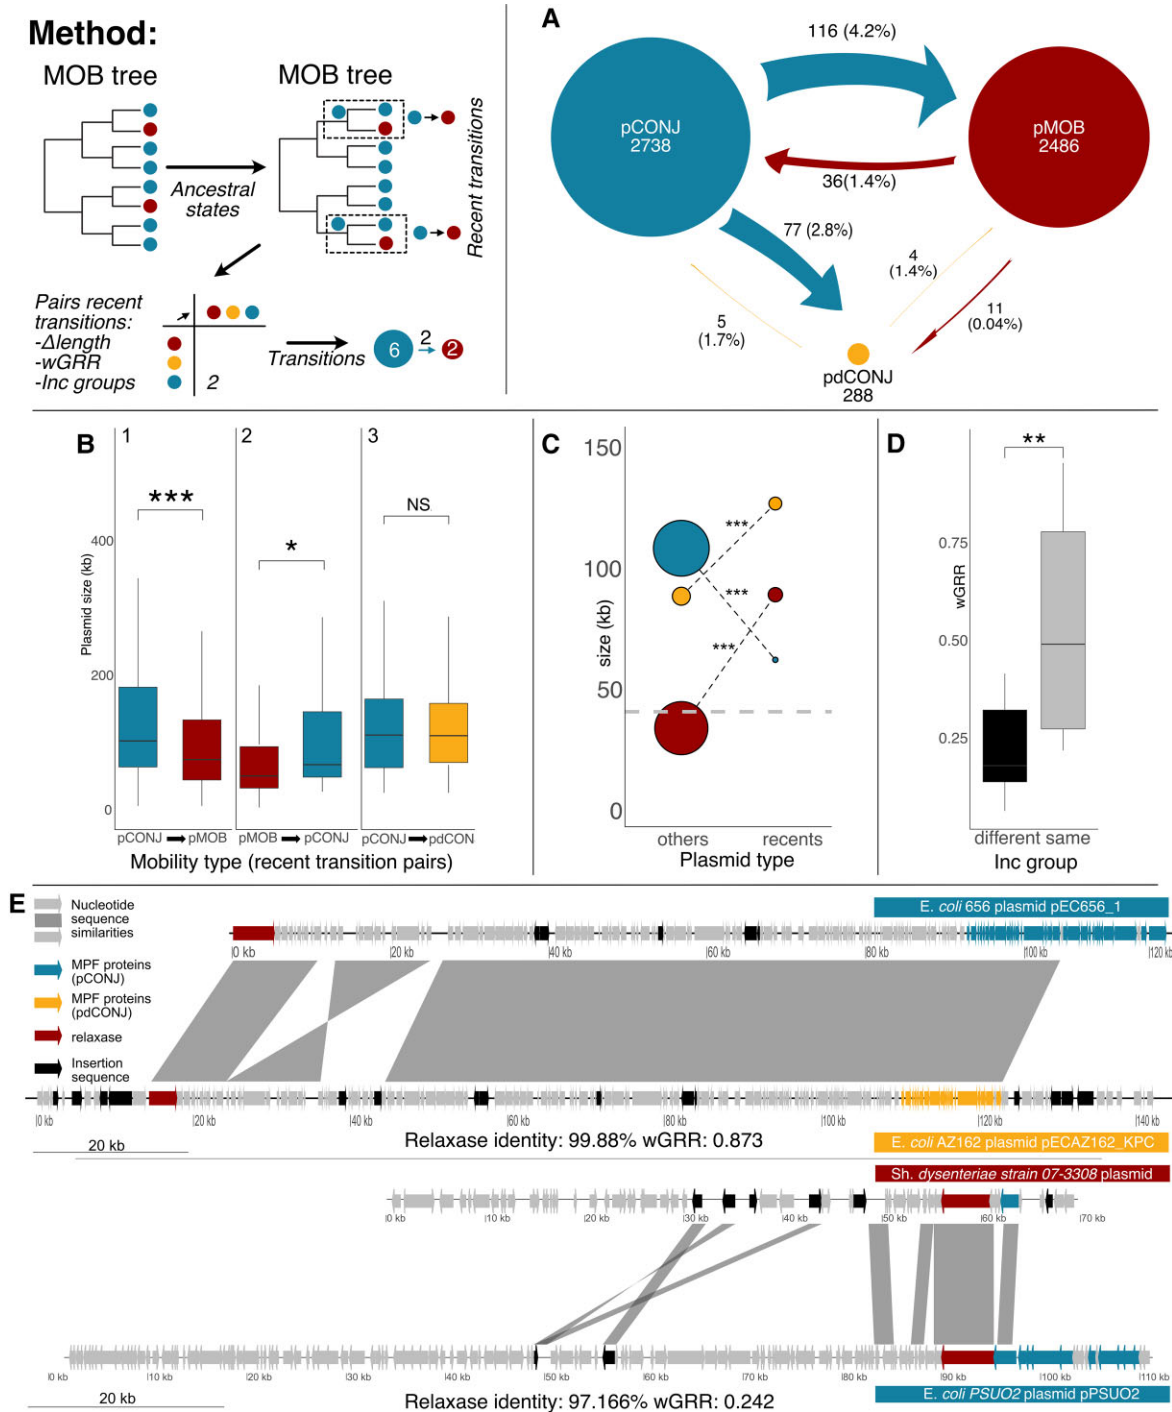 Method:
MOB tree
MOB tree
Ancestral
states
Recent transitions
Pairs recent
transitions:
-Δlength
-wGRR
-Inc groups
2
Transitions
6
2
2
A
116 (4.2%)
pCONJ
2738
pMOB
2486
36(1.4%)
77 (2.8%)
4
(1.4%)
5
(1.7%)
11
(0.04%)
pdCONJ
288
B
1
2
3
***
*
NS
Plasmid size (kb)
400
200
0
pCONJ
pMOB
pMOB
pCONJ
pCONJ
pdCON
Mobility type (recent transition pairs)
C
150
100
50
0
size (kb)
***
***
***
others
recents
Plasmid type
D
**
wGRR
0.75
0.50
0.25
different same
Inc group
E
Nucleotide
sequence
similarities
MPF proteins
(pCONJ)
MPF proteins
(pdCONJ)
relaxase
Insertion
sequence
E. coli 656 plasmid pEC656_1
|0 kb
|20 kb
|40 kb
|60 kb
|80 kb
|100 kb
|120 kb
|0 kb
|20 kb
|40 kb
|60 kb
|80 kb
|100 kb
|120 kb
|140 kb
20 kb
Relaxase identity: 99.88% wGRR: 0.873
E. coli AZ162 plasmid pECAZ162_KPC
Sh. dysenteriae strain 07-3308 plasmid
|0 kb
|10 kb
|20 kb
|30 kb
|40 kb
|50 kb
|60 kb
|70 kb
|0 kb
|10 kb
|20 kb
|30 kb
|40 kb
|50 kb
|60 kb
|70 kb
|80 kb
|90 kb
|100 kb
|110 kb
20 kb
Relaxase identity: 97.166% wGRR: 0.242
E. coli PSUO2 plasmid pPSUO2